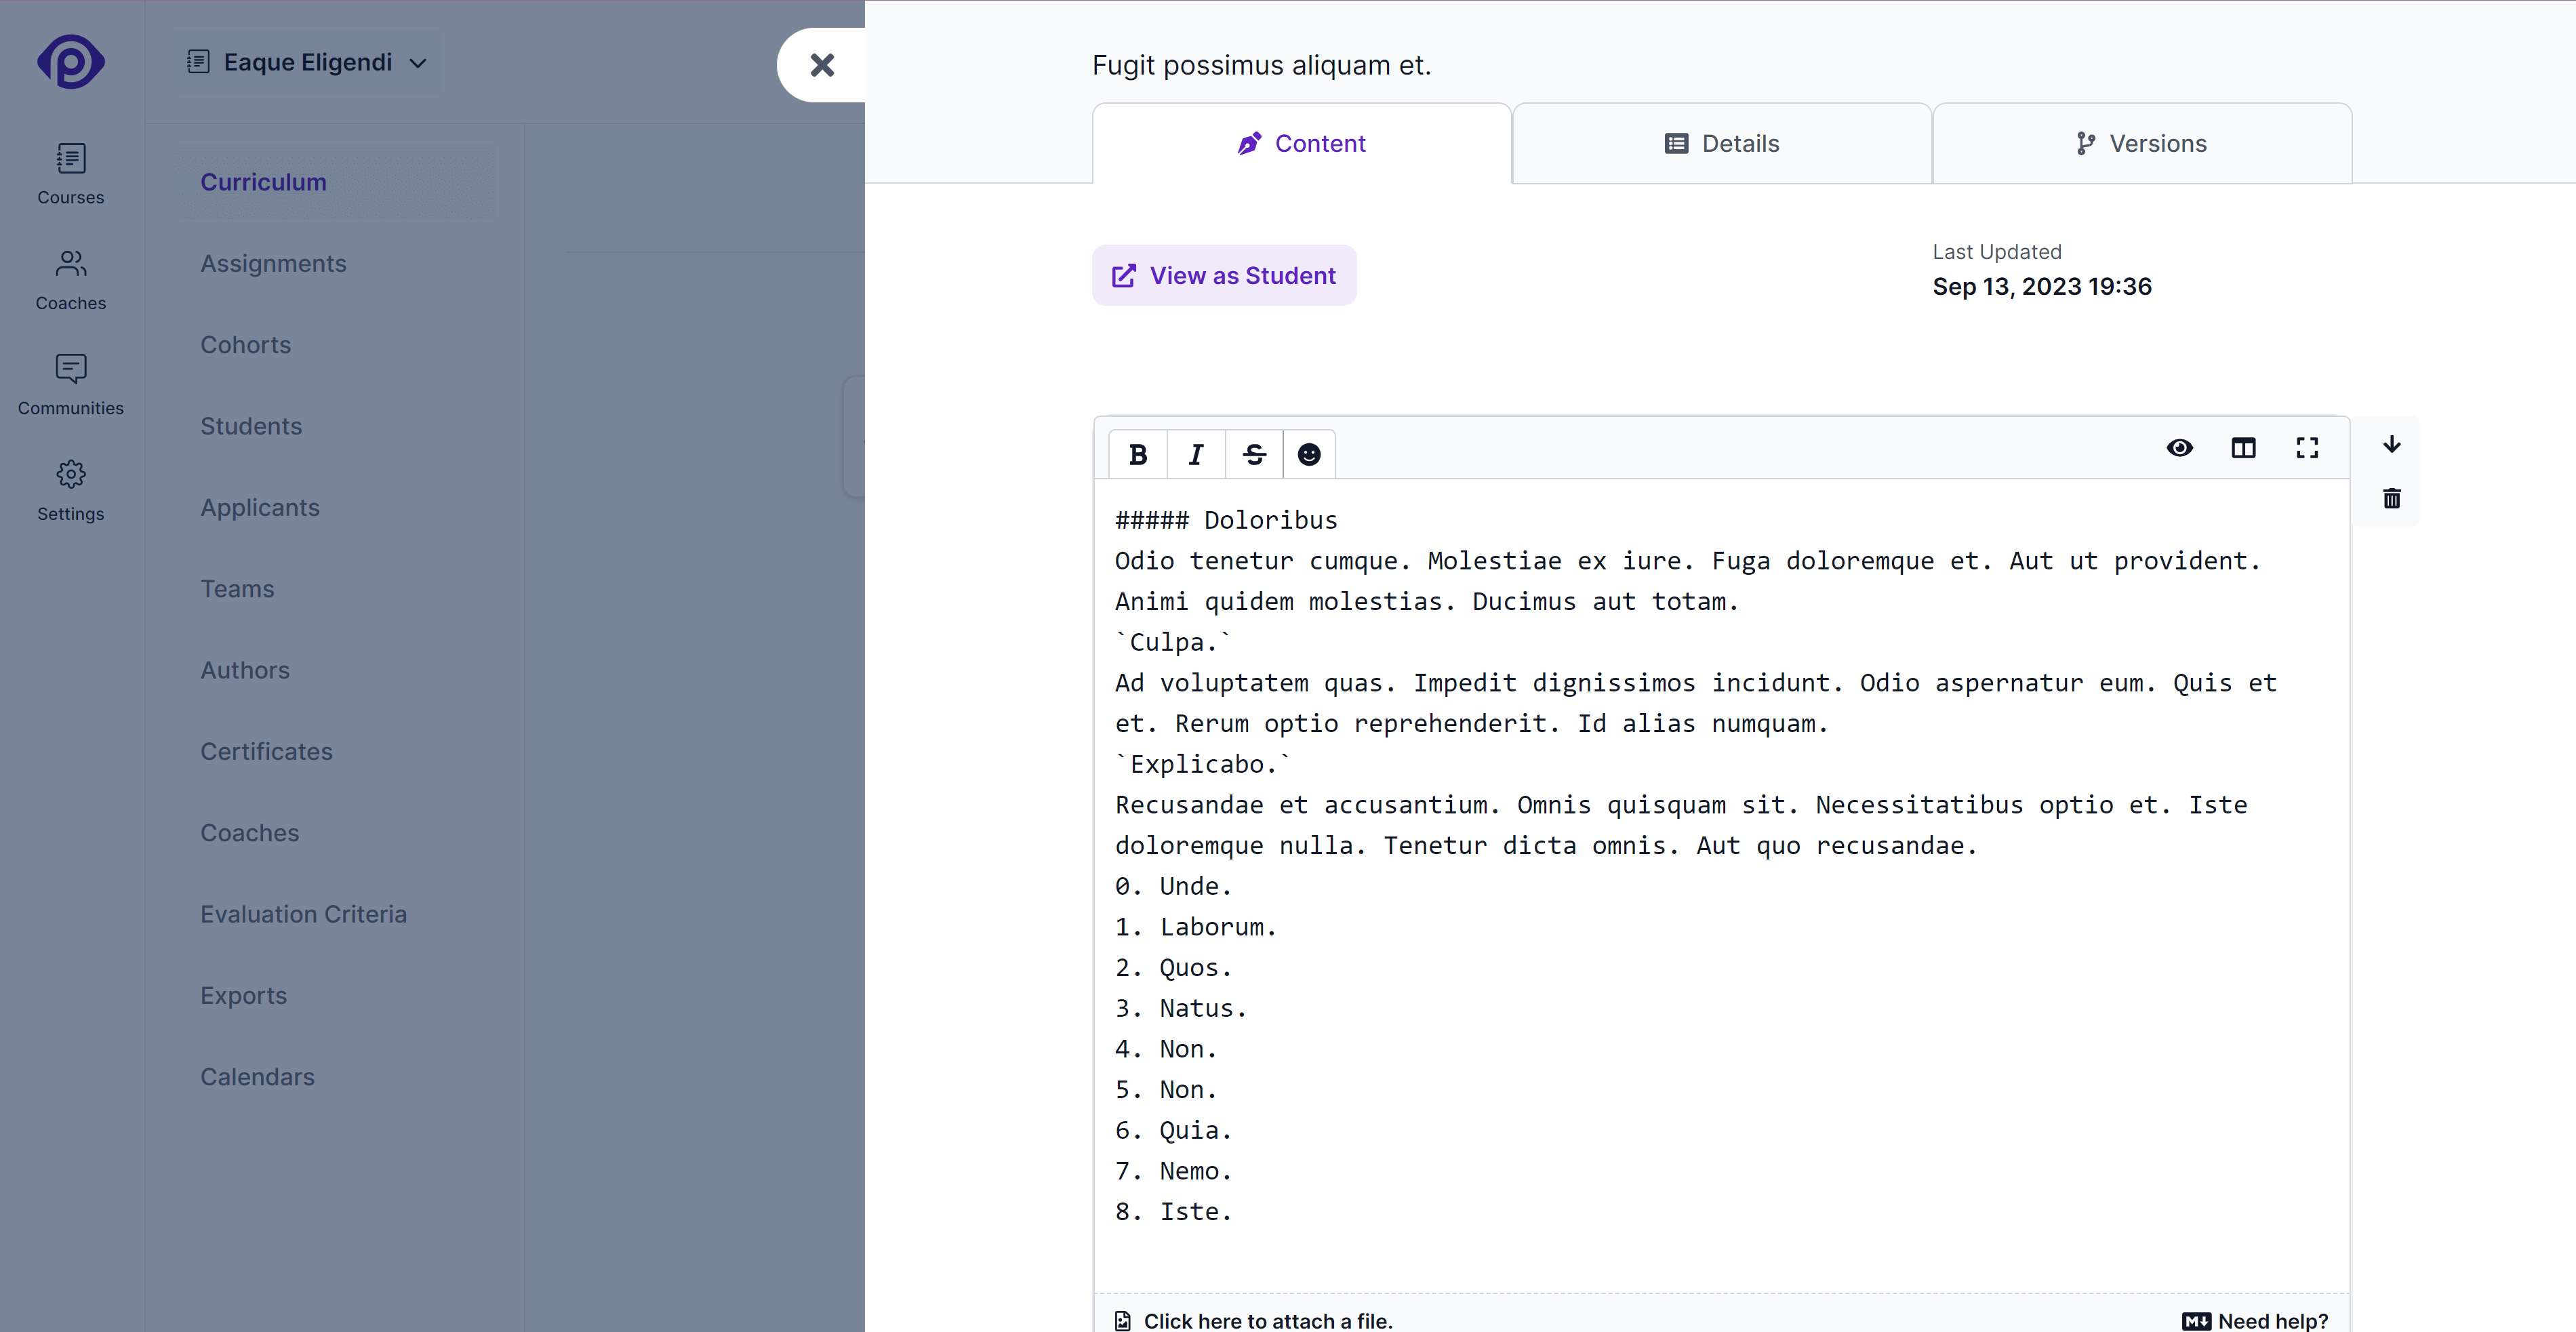 Eaque Eligendi
Courses
Coaches
Communities
Settings
Curriculum
Assignments
Cohorts
Students
Applicants
Teams
Authors
Certificates
Coaches
Evaluation Criteria
Exports
Calendars
Fugit possimus aliquam et.
Content
Details
Versions
View as Student
Last Updated
Sep 13, 2023 19:36
B I S
##### Doloribus
Odio tenetur cumque. Molestiae ex iure. Fuga doloremque et. Aut ut provident.
Animi quidem molestias. Ducimus aut totam.
`Culpa.`
Ad voluptatem quas. Impedit dignissimos incidunt. Odio aspernatur eum. Quis et
et. Rerum optio reprehenderit. Id alias numquam.
`Explicabo.`
Recusandae et accusantium. Omnis quisquam sit. Necessitatibus optio et. Iste
doloremque nulla. Tenetur dicta omnis. Aut quo recusandae.
0. Unde.
1. Laborum.
2. Quos.
3. Natus.
4. Non.
5. Non.
6. Quia.
7. Nemo.
8. Iste.
Click here to attach a file.
M↓ Need help?